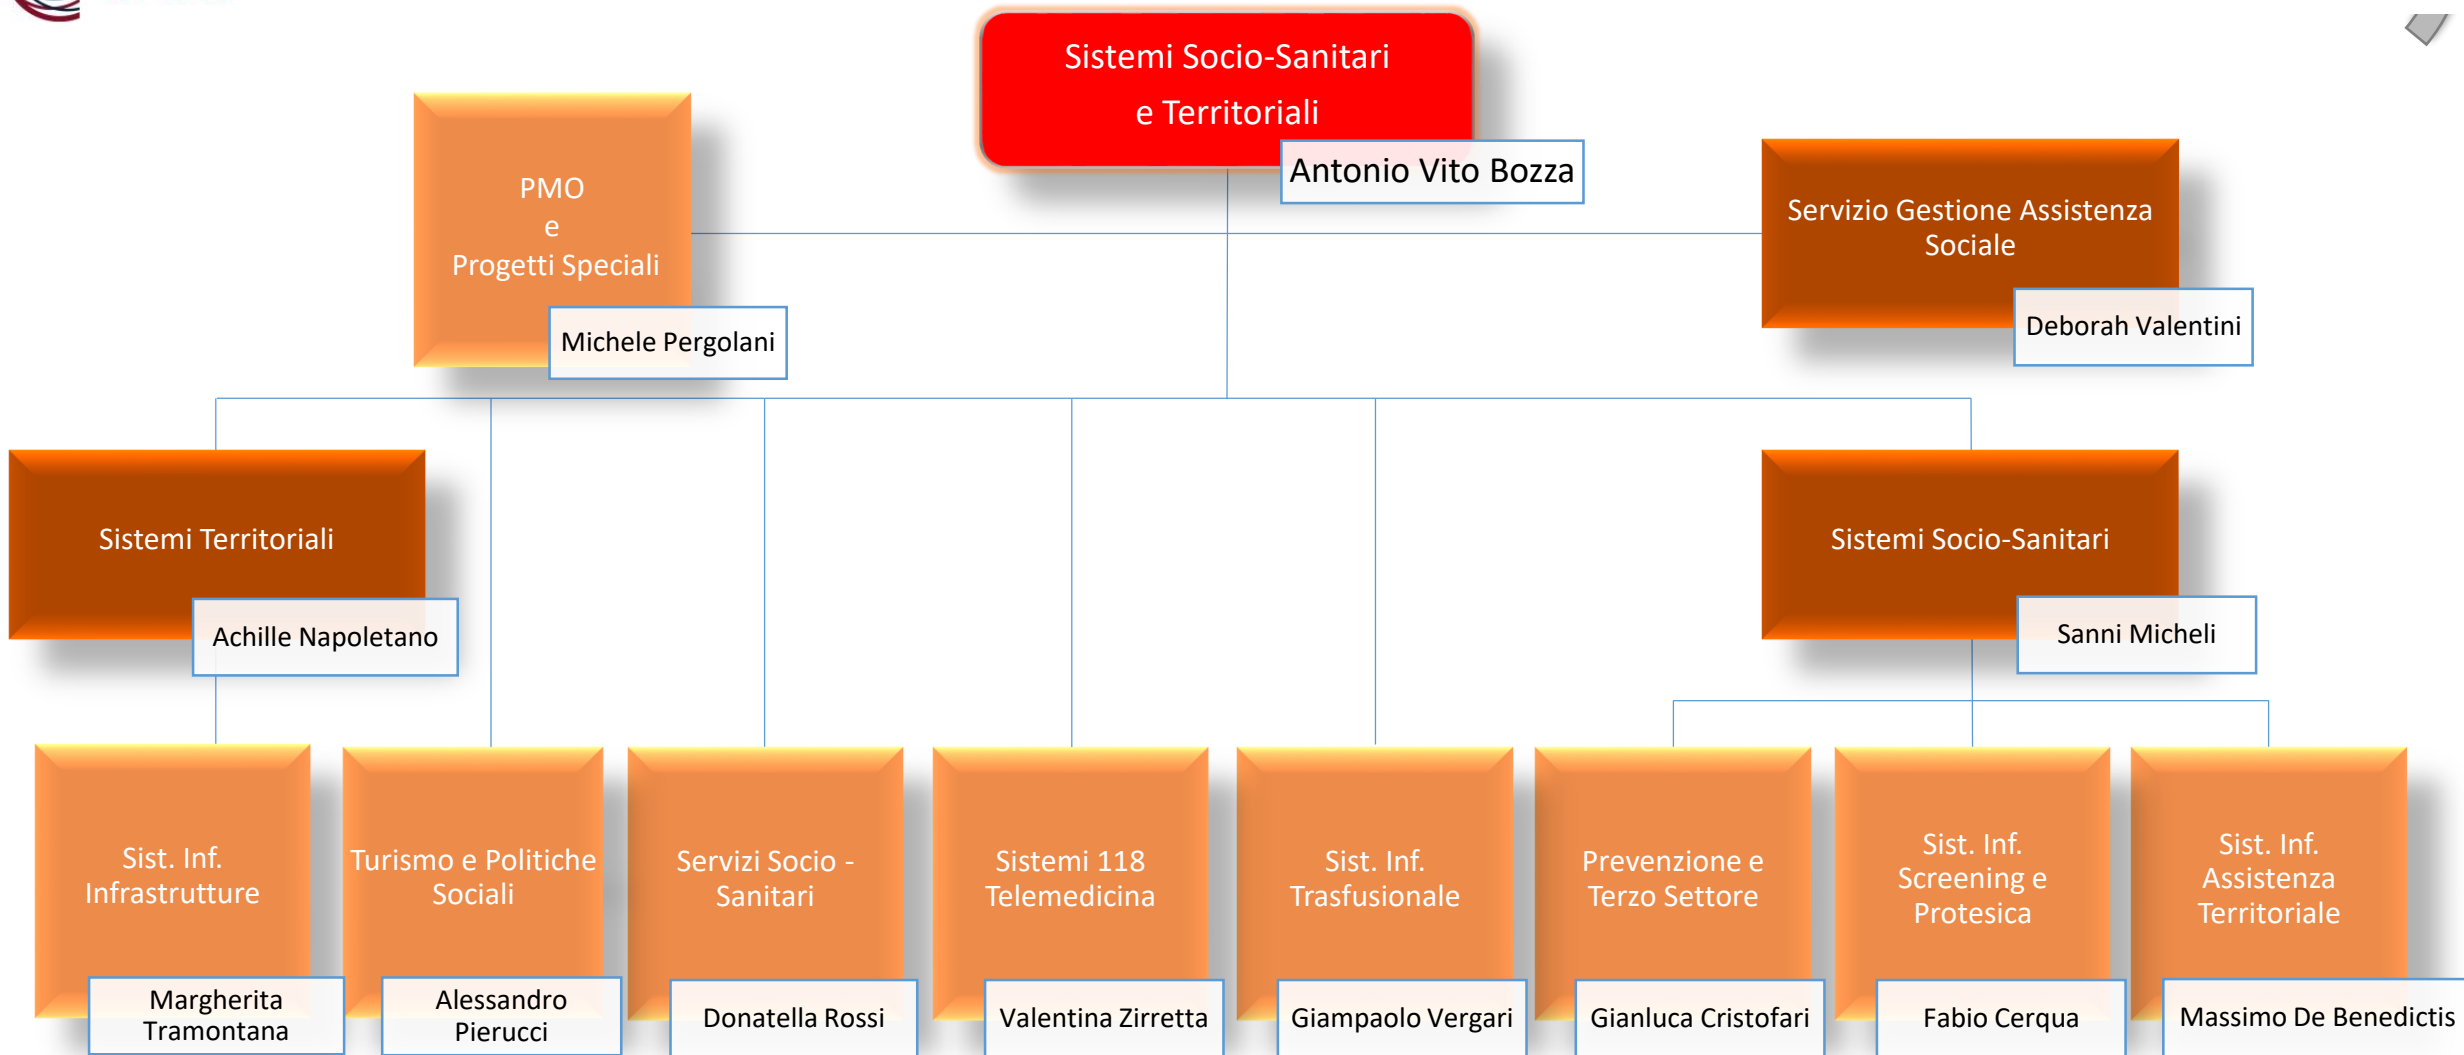 Sistemi Socio-Sanitari
e Territoriali
Antonio Vito Bozza
PMO
e
Progetti Speciali
Michele Pergolani
Servizio Gestione Assistenza
Sociale
Deborah Valentini
Sistemi Territoriali
Achille Napoletano
Sistemi Socio-Sanitari
Sanni Micheli
Sist. Inf.
Infrastrutture
Margherita
Tramontana
Turismo e Politiche
Sociali
Alessandro
Pierucci
Servizi Socio -
Sanitari
Donatella Rossi
Sistemi 118
Telemedicina
Valentina Zirretta
Sist. Inf.
Trasfusionale
Giampaolo Vergari
Prevenzione e
Terzo Settore
Gianluca Cristofari
Sist. Inf.
Screening e
Protesica
Fabio Cerqua
Sist. Inf.
Assistenza
Territoriale
Massimo De Benedictis